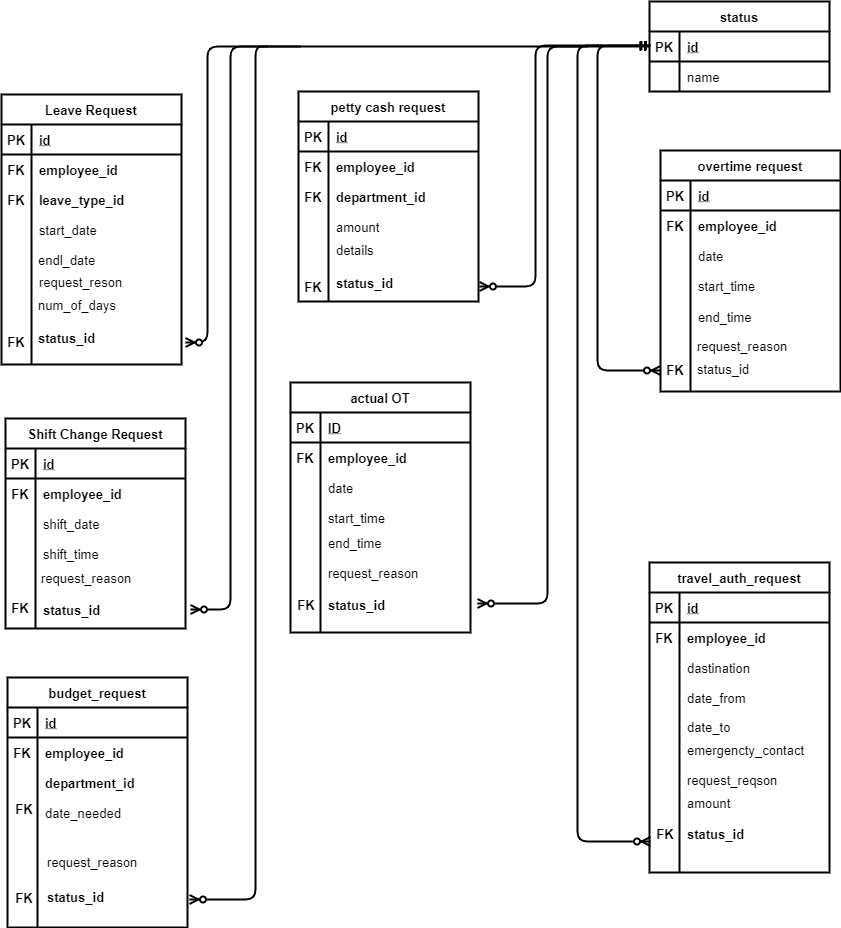 status
PK id
name
Leave Request
PK id
FK employee_id
FK leave_type_id
start_date
endl_date
request_reson
num_of_days
FK status_id
petty cash request
PK id
FK employee_id
FK department_id
amount
details
FK status_id
overtime request
PK id
FK employee_id
date
start_time
end_time
request_reason
FK status_id
Shift Change Request
PK id
FK employee_id
shift_date
shift_time
request_reason
FK status_id
actual OT
PK ID
FK employee_id
date
start_time
end_time
request_reason
FK status_id
travel_auth_request
PK id
FK employee_id
dastination
date_from
date_to
emergencty_contact
request_reqson
amount
FK status_id
budget_request
PK id
FK employee_id
department_id
FK date_needed
request_reason
FK status_id